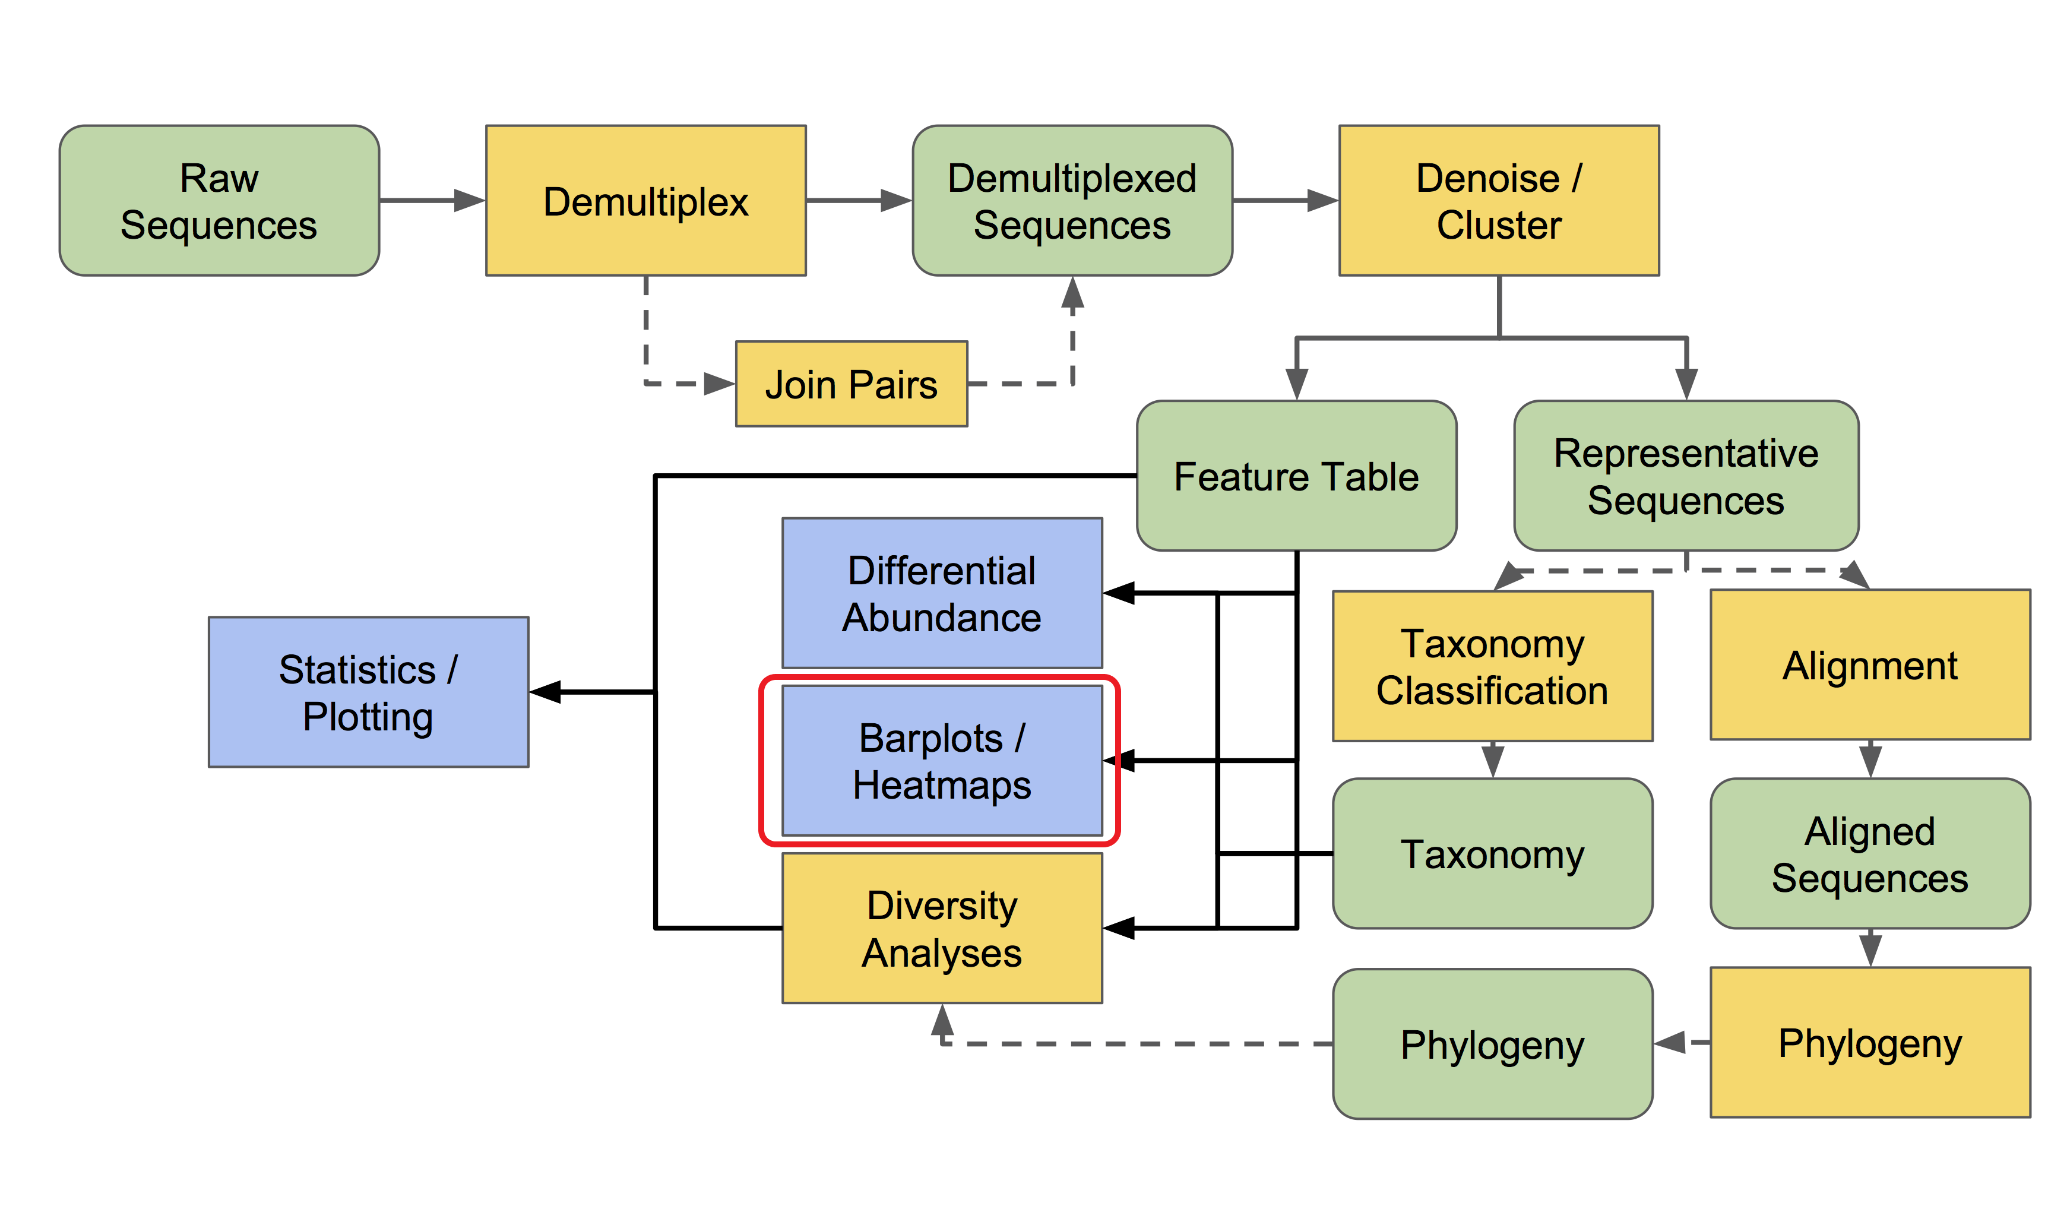 Raw
Sequences
Demultiplex
Demultiplexed
Sequences
Denoise /
Cluster
Join Pairs
Feature Table
Representative
Sequences
Differential
Abundance
Statistics /
Plotting
Barplots /
Heatmaps
Taxonomy
Classification
Alignment
Taxonomy
Aligned
Sequences
Diversity
Analyses
Phylogeny
Phylogeny